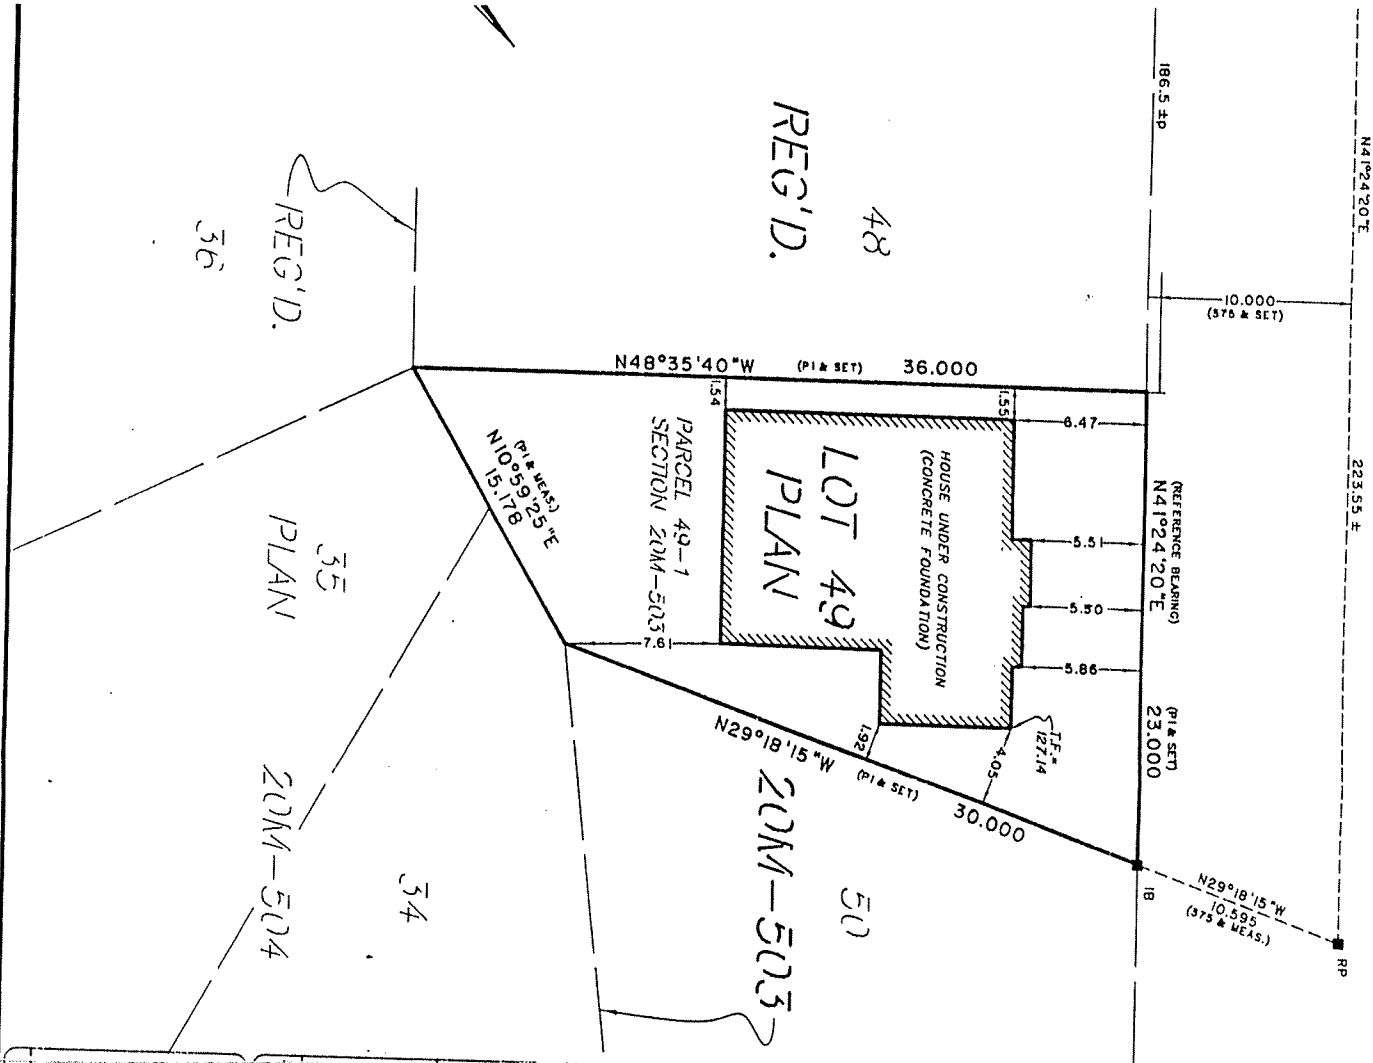 N41°24'20"E
186.5 ±P
10.000
(375 & SET)
223.55 ±
REG'D.
48
REG'D.
36
N48°35'40"W (P1 & SET) 36.000
1.54
1.55
6.47
5.51
5.50
5.86
(REFERENCE BEARING)
N41°24'20"E
(P1 & SET)
23.000
HOUSE UNDER CONSTRUCTION
(CONCRETE FOUNDATION)
LOT 49
PLAN
PARCEL 49-1
SECTION 20M-503
(P1 & MEAS.)
N10°59'25"E
15.178
7.61
T.F.=
127.14
1.92
4.05
N29°18'15"W (P1 & SET) 30.000
IB
N29°18'15"W
10.595
(375 & MEAS.)
RP
35
PLAN
20M-504
34
50
20M-503